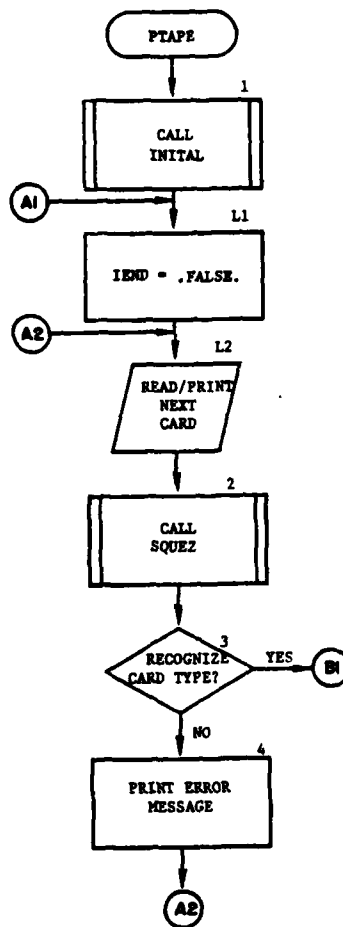 PTAPE
1
CALL
INITAL
A1
L1
IEND = .FALSE.
A2
L2
READ/PRINT
NEXT
CARD
2
CALL
SQUEZ
3
RECOGNIZE
CARD TYPE?
YES
B1
NO
4
PRINT ERROR
MESSAGE
A2